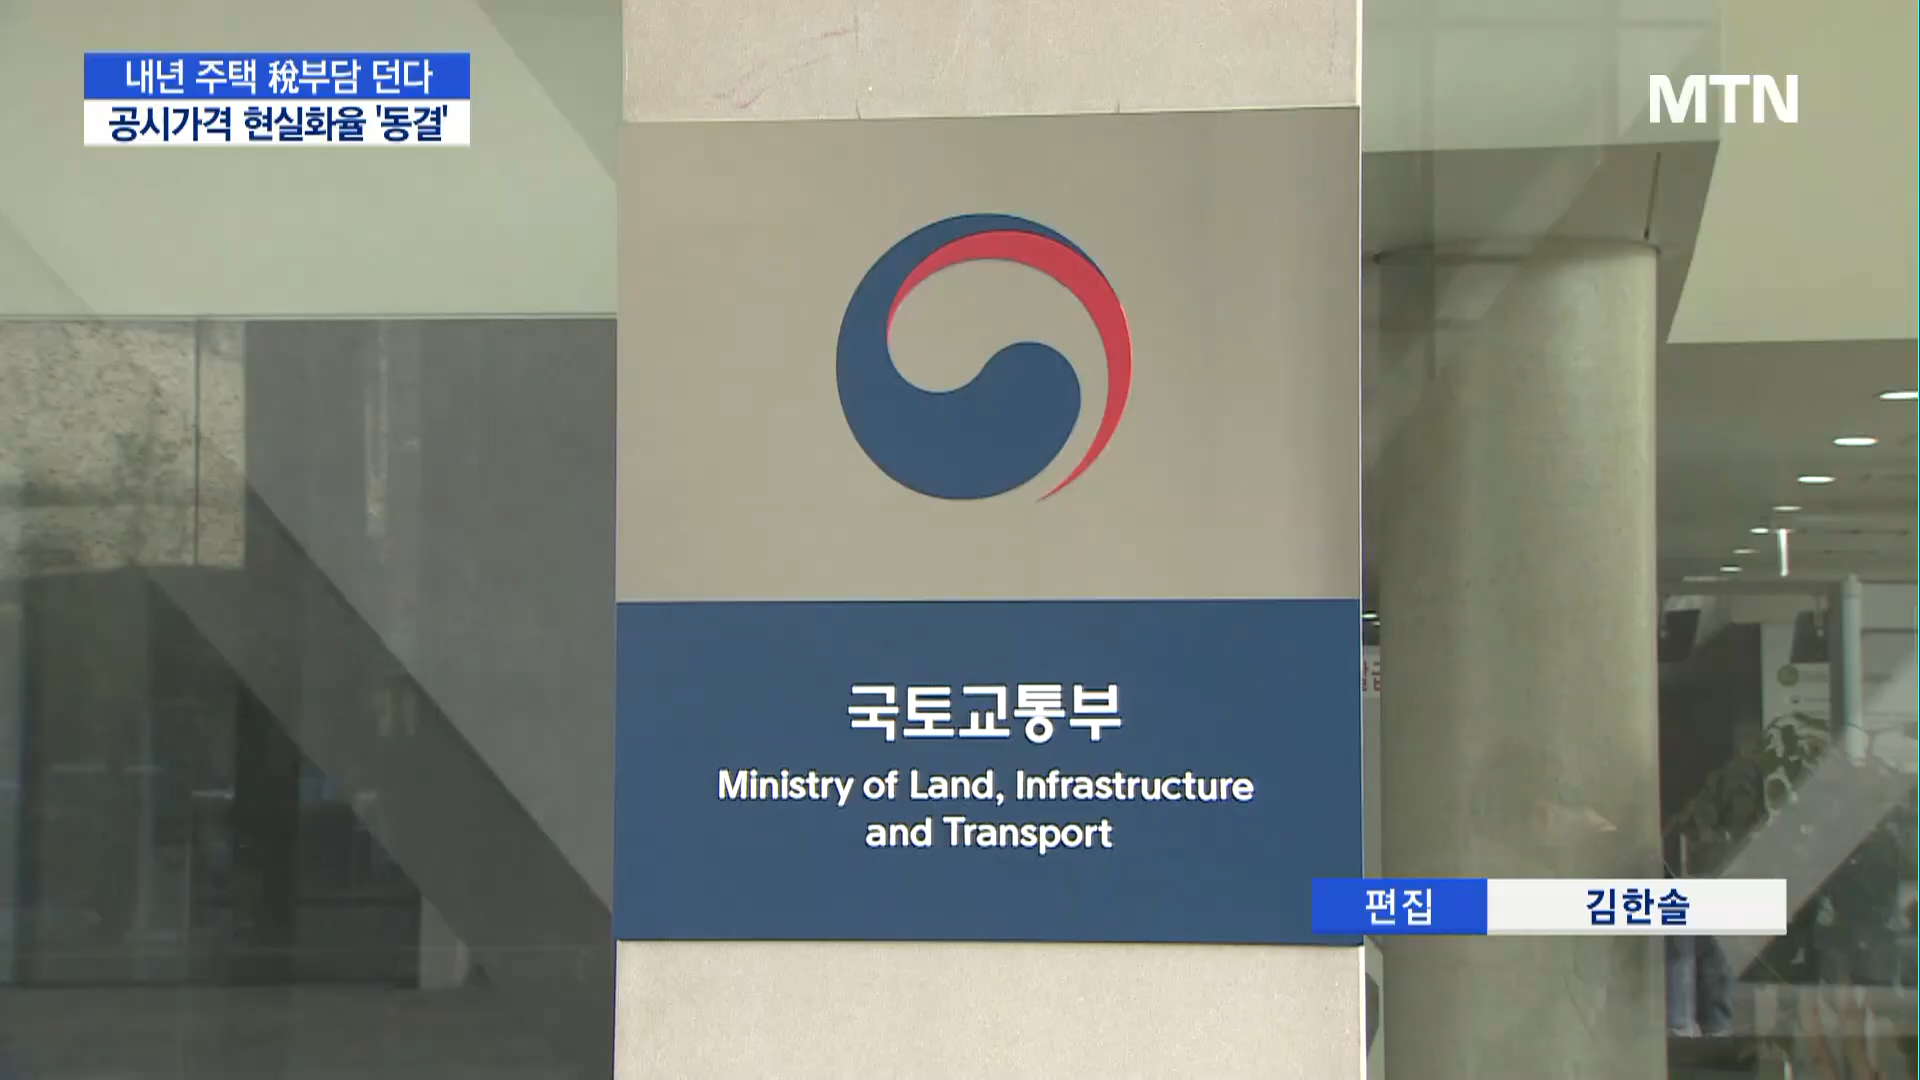 내년 주택 稅부담 던다
공시가격 현실화율 '동결'
MTN
국토교통부
Ministry of Land, Infrastructure
and Transport
편집 김한솔